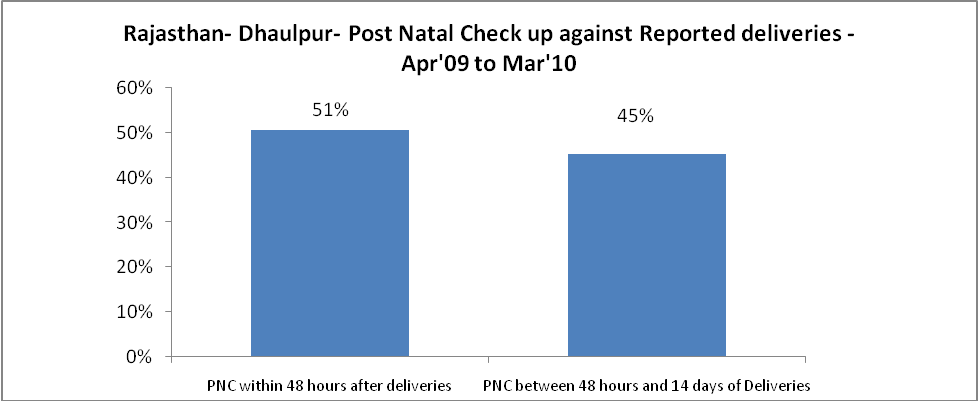 Rajasthan- Dhaulpur- Post Natal Check up against Reported deliveries -
Apr'09 to Mar'10
60%
50%
40%
30%
20%
10%
0%
51%
45%
PNC within 48 hours after deliveries
PNC between 48 hours and 14 days of Deliveries